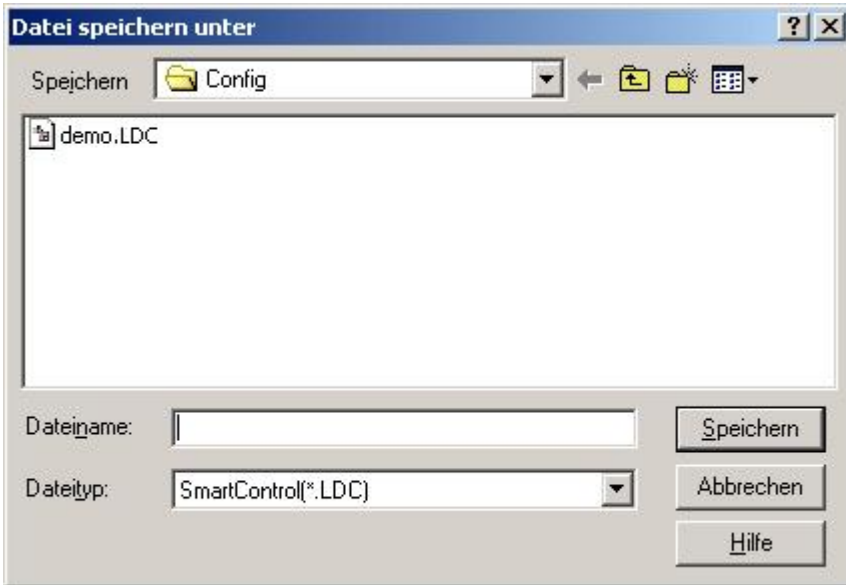 Datei speichern unter
Speichern Config
demo.LDC
Dateiname: Speichern
Dateityp: SmartControl(*.LDC) Abbrechen
Hilfe